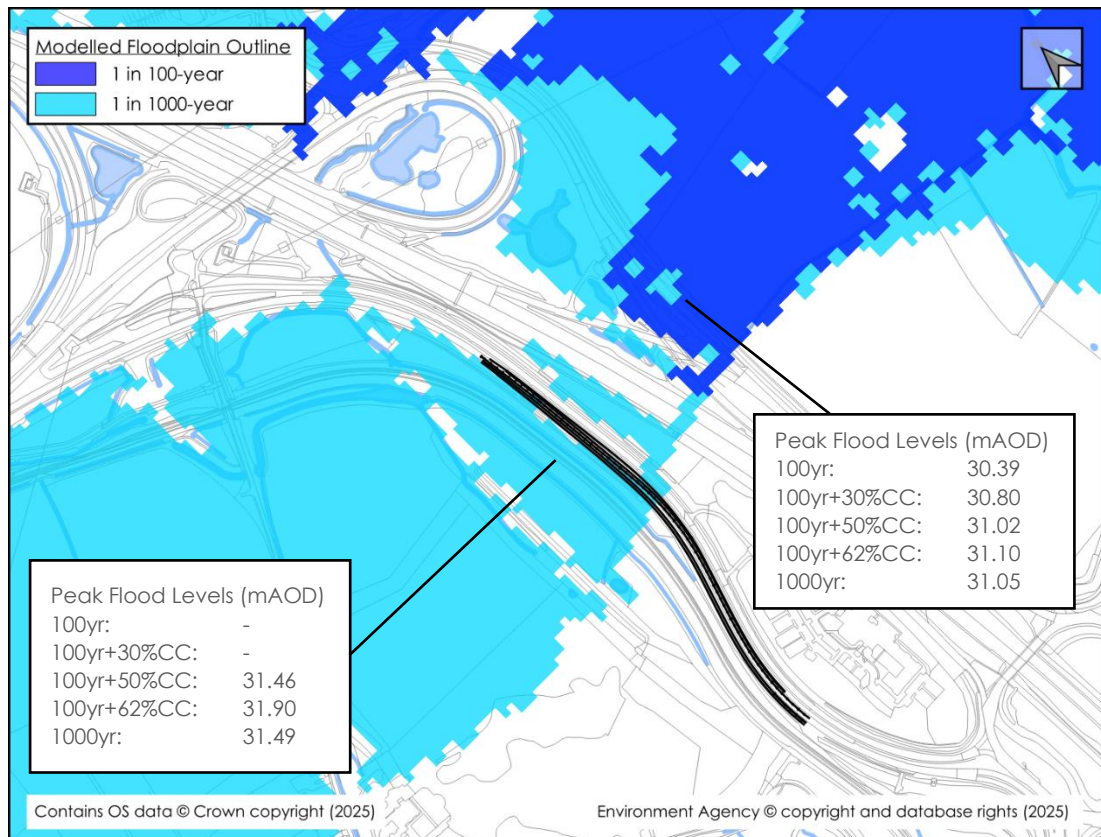 Modelled Floodplain Outline
1 in 100-year
1 in 1000-year
Peak Flood Levels (mAOD)
100yr: 30.39
100yr+30%CC: 30.80
100yr+50%CC: 31.02
100yr+62%CC: 31.10
1000yr: 31.05
Peak Flood Levels (mAOD)
100yr: -
100yr+30%CC: -
100yr+50%CC: 31.46
100yr+62%CC: 31.90
1000yr: 31.49
Contains OS data © Crown copyright (2025)
Environment Agency © copyright and database rights (2025)